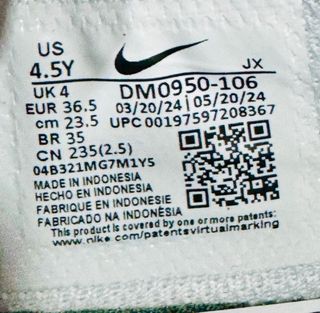 US
4.5Y
JX
UK 4
DM0950-106
EUR 36.5
03/20/24 | 05/20/24
cm 23.5
UPC 00197597208367
BR 35
CN 235(2.5)
04B321MG7M1Y5
MADE IN INDONESIA
HECHO EN INDONESIA
FABRIQUE EN INDONESIE
FABRICADO NA INDONÈSIA
This product is covered by one or more patents:
www.nike.com/patentsvirtualmarking